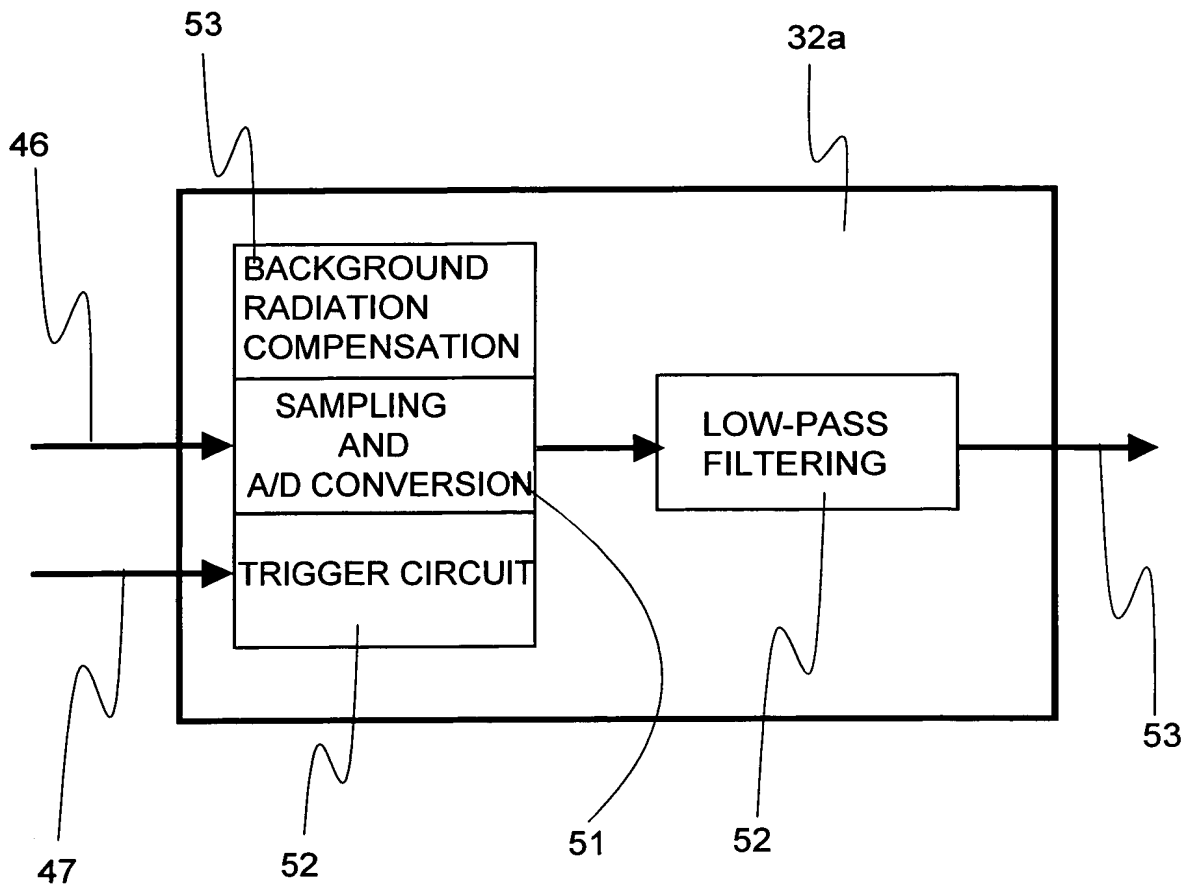 53
32a
46
BACKGROUND
RADIATION
COMPENSATION
SAMPLING
AND
A/D CONVERSION
LOW-PASS
FILTERING
TRIGGER CIRCUIT
47
52
51
52
53